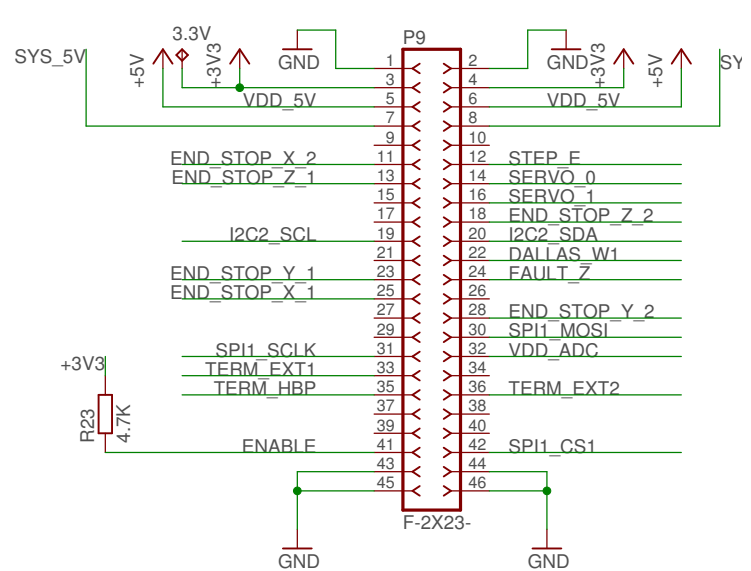 P9
3.3V
SYS_5V
+5V
+3V3
GND
GND
+3V3
+5V
SY
1 2
3 4
VDD_5V 5 6 VDD_5V
7 8
9 10
END_STOP_X_2 11 12 STEP_E
END_STOP_Z_1 13 14 SERVO_0
15 16 SERVO_1
17 18 END_STOP_Z_2
I2C2_SCL 19 20 I2C2_SDA
21 22 DALLAS_W1
END_STOP_Y_1 23 24 FAULT_Z
END_STOP_X_1 25 26
27 28 END_STOP_Y_2
29 30 SPI1_MOSI
SPI1_SCLK 31 32 VDD_ADC
+3V3
TERM_EXT1 33 34
TERM_HBP 35 36 TERM_EXT2
37 38
R23
4.7K
39 40
ENABLE 41 42 SPI1_CS1
43 44
45 46
F-2X23-
GND
GND